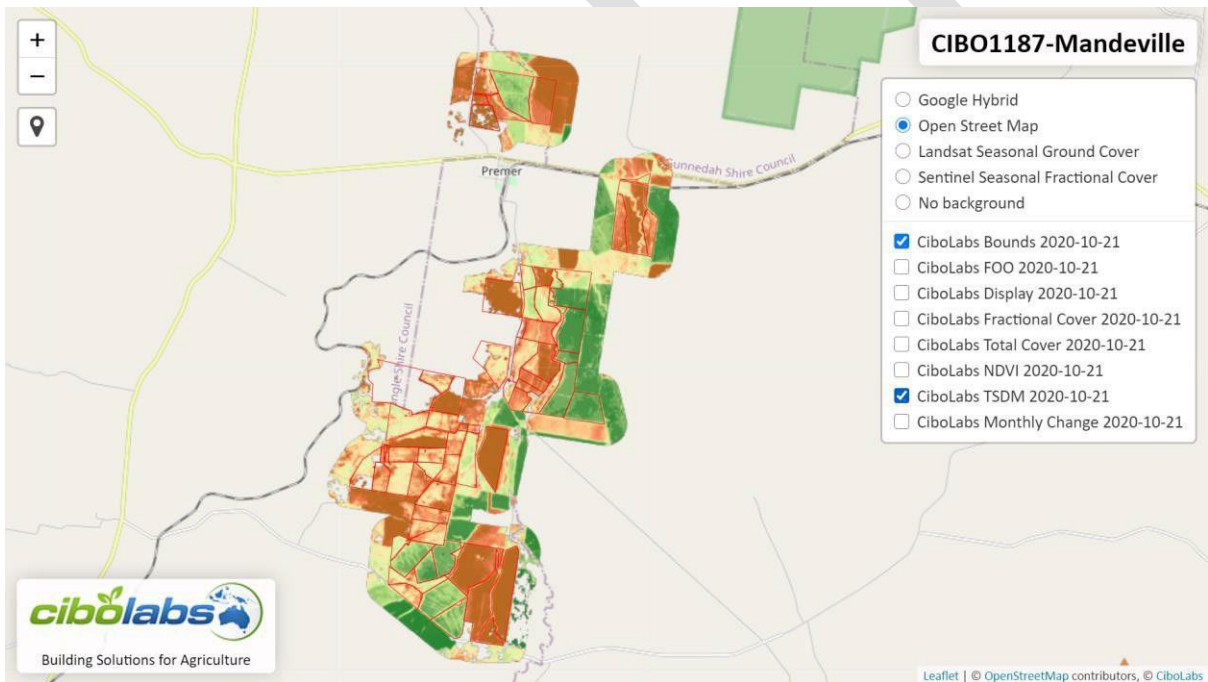 +
−
CIBO1187-Mandeville
Google Hybrid
Open Street Map
Landsat Seasonal Ground Cover
Sentinel Seasonal Fractional Cover
No background
CiboLabs Bounds 2020-10-21
CiboLabs FOO 2020-10-21
CiboLabs Display 2020-10-21
CiboLabs Fractional Cover 2020-10-21
CiboLabs Total Cover 2020-10-21
CiboLabs NDVI 2020-10-21
CiboLabs TSDM 2020-10-21
CiboLabs Monthly Change 2020-10-21
Gunnedah Shire Council
Premer
Shire Council
cibolabs
Building Solutions for Agriculture
Leaflet | © OpenStreetMap contributors, © CiboLabs